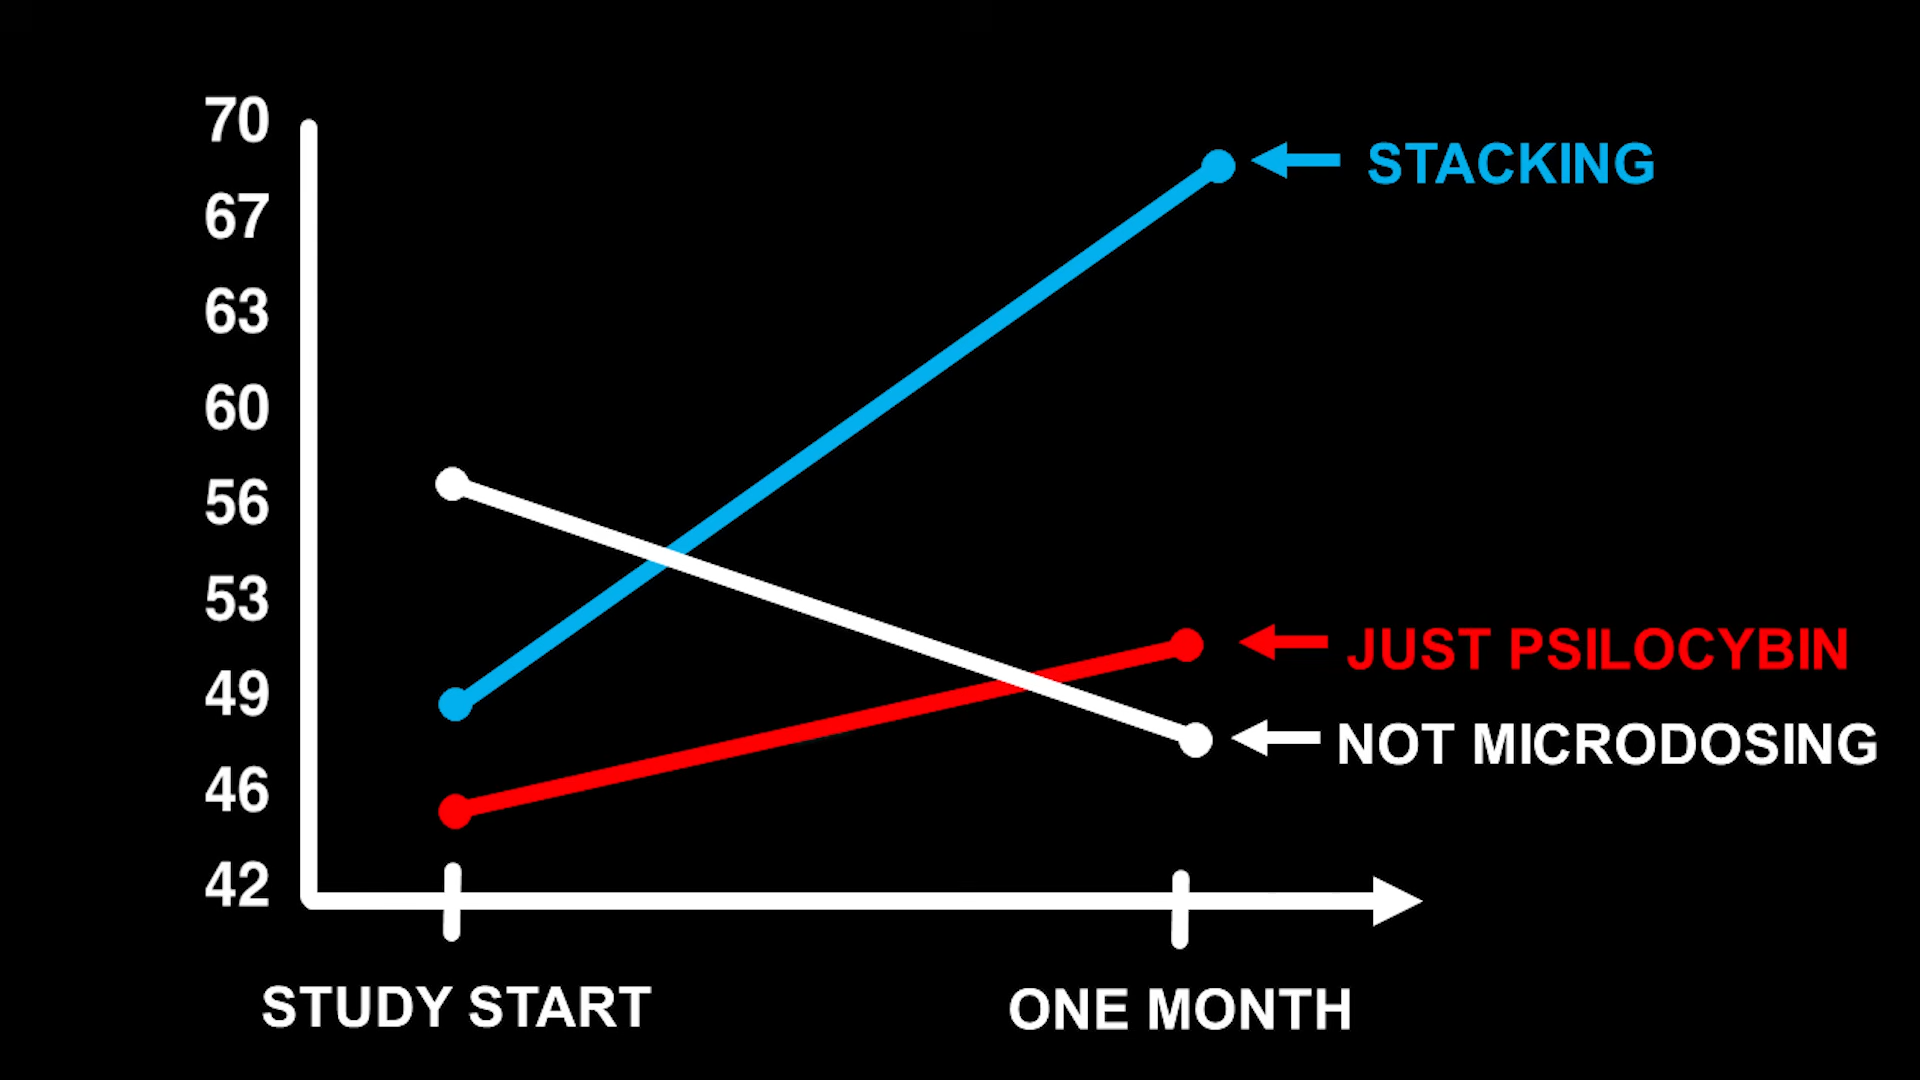 70
67
63
60
56
53
49
46
42
STACKING
JUST PSILOCYBIN
NOT MICRODOSING
STUDY START
ONE MONTH